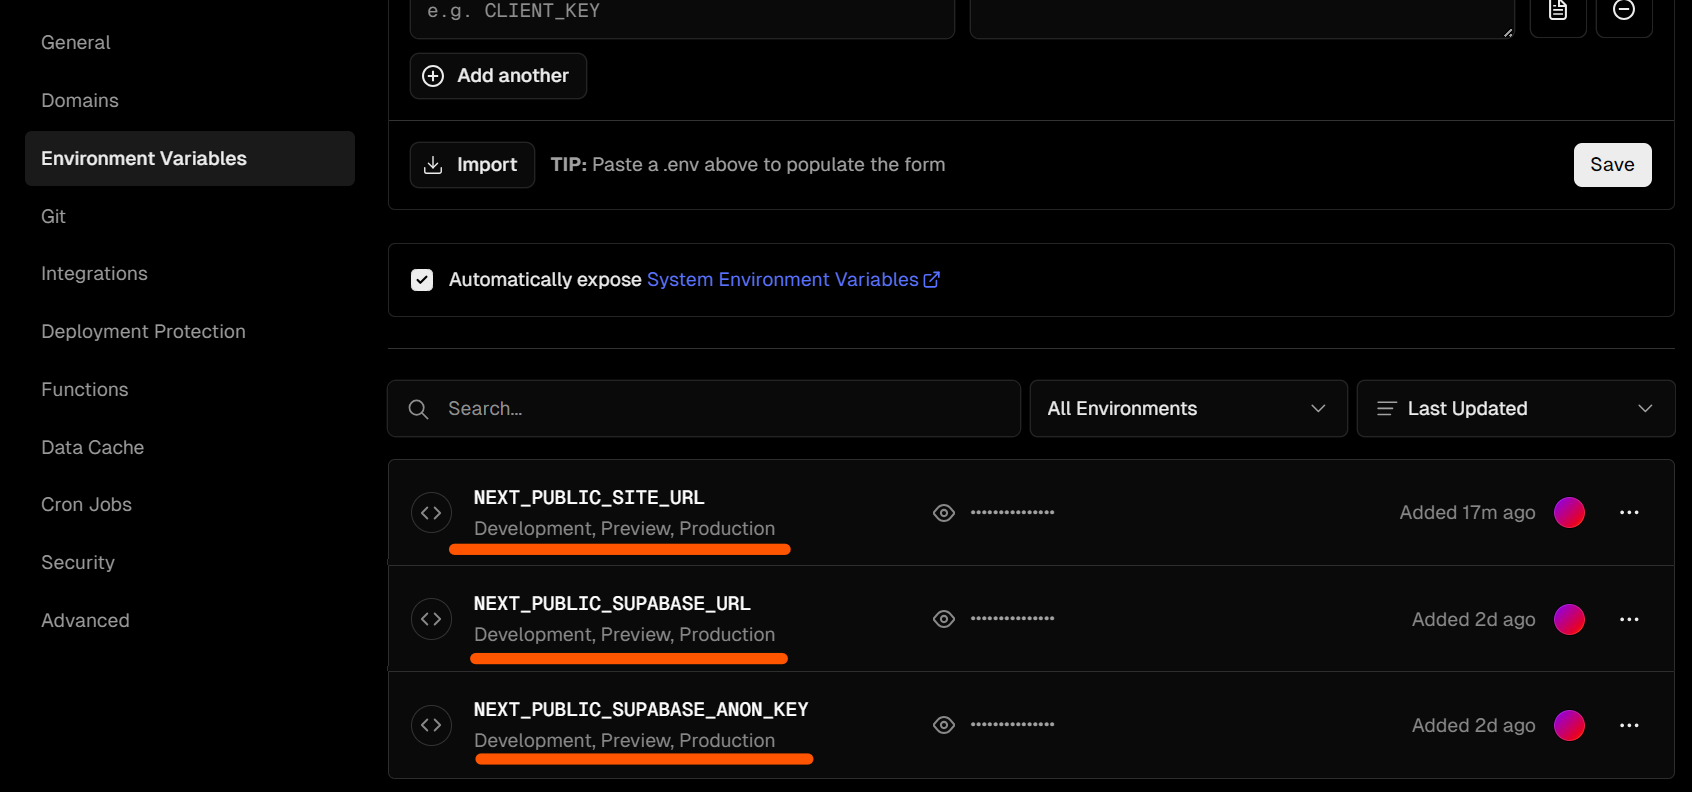 e.g. CLIENT_KEY
General
Add another
Domains
Environment Variables
Import
TIP: Paste a .env above to populate the form
Save
Git
Integrations
Automatically expose System Environment Variables
Deployment Protection
Functions
Search...
All Environments
Last Updated
Data Cache
Cron Jobs
Security
Advanced
NEXT_PUBLIC_SITE_URL
Development, Preview, Production
••••••••••••••
Added 17m ago
NEXT_PUBLIC_SUPABASE_URL
Development, Preview, Production
••••••••••••••
Added 2d ago
NEXT_PUBLIC_SUPABASE_ANON_KEY
Development, Preview, Production
••••••••••••••
Added 2d ago